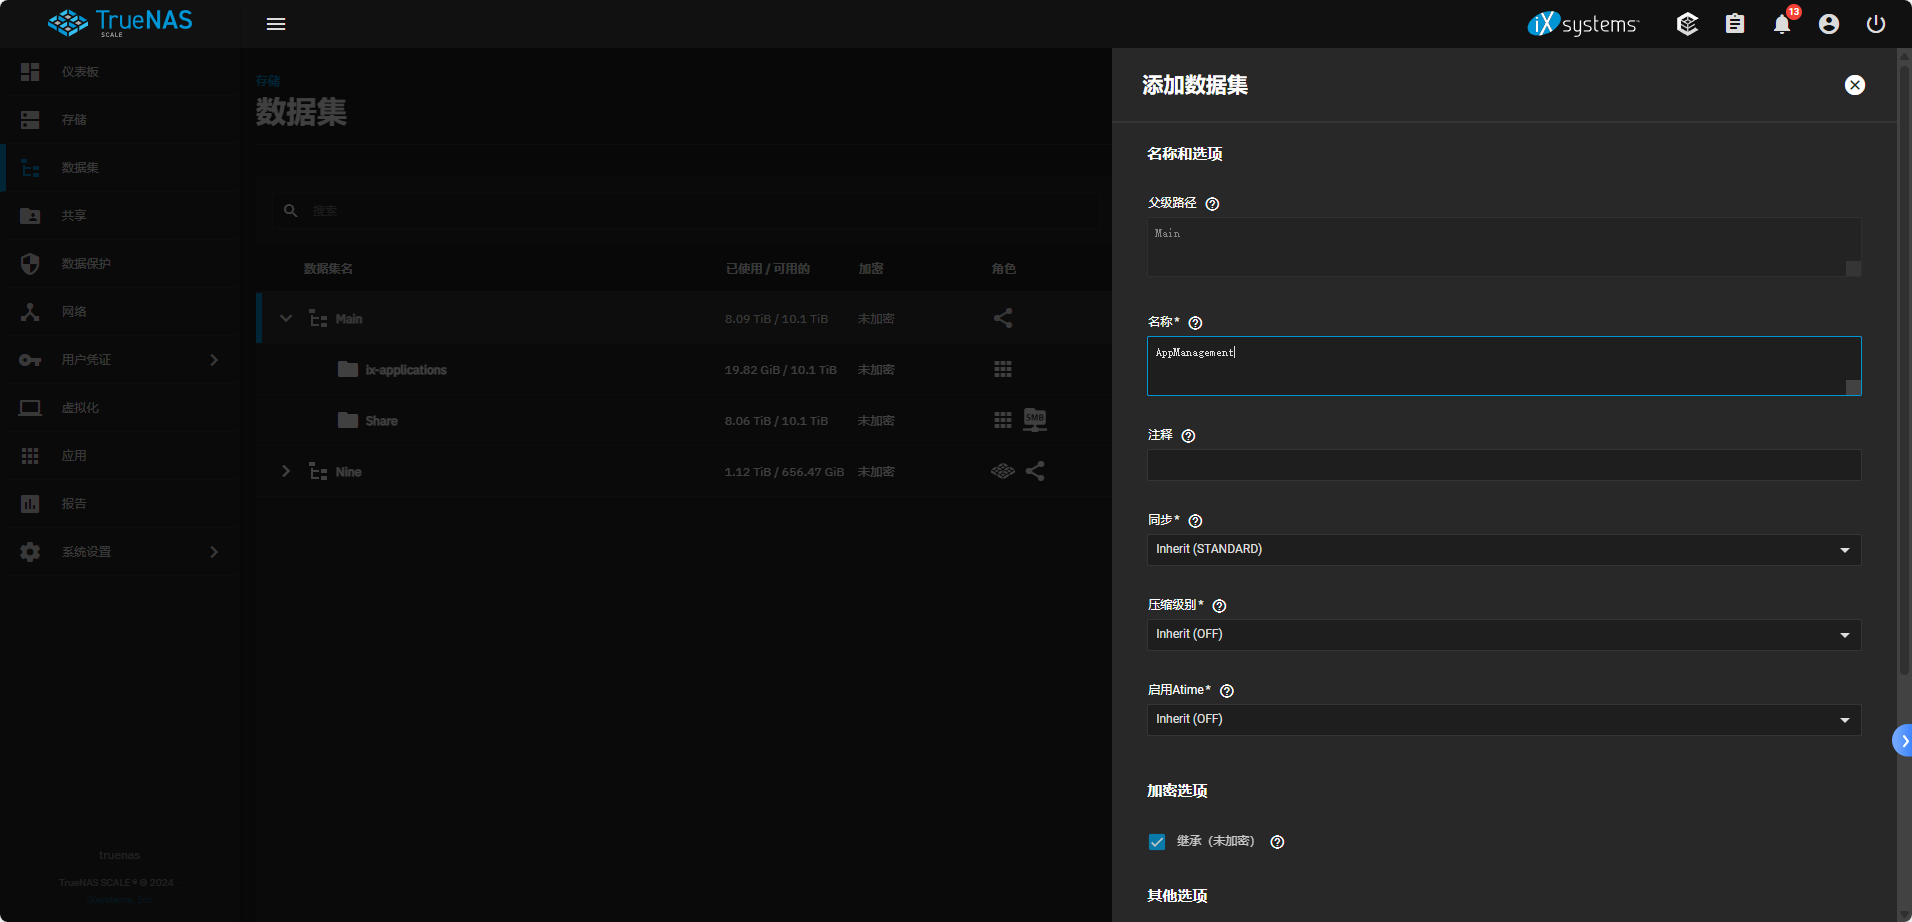 TrueNAS
SCALE
iXsystems
13
仪表板
存储
数据集
共享
数据保护
网络
用户凭证
虚拟化
应用
报告
系统设置
truenas
TrueNAS SCALE ® © 2024
存储
数据集
搜索
数据集名 已使用 / 可用的 加密 角色
Main 8.09 TiB / 10.1 TiB 未加密
ix-applications 19.82 GiB / 10.1 TiB 未加密
Share 8.06 TiB / 10.1 TiB 未加密 SMB
Nine 1.12 TiB / 656.47 GiB 未加密
添加数据集
名称和选项
父级路径
Main
名称*
AppManagement
注释
同步*
Inherit (STANDARD)
压缩级别*
Inherit (OFF)
启用Atime*
Inherit (OFF)
加密选项
继承（未加密）
其他选项